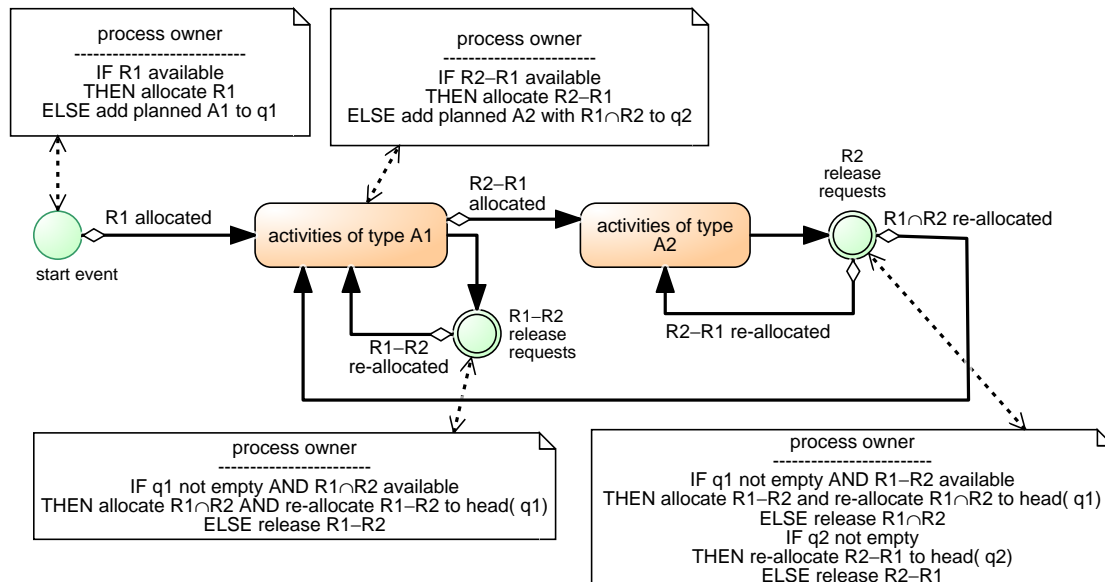 process owner
--------------------------
IF R1 available
THEN allocate R1
ELSE add planned A1 to q1
process owner
-----------------------
IF R2–R1 available
THEN allocate R2–R1
ELSE add planned A2 with R1∩R2 to q2
start event
R1 allocated
activities of type A1
R2–R1
allocated
activities of type
A2
R2
release
requests
R1∩R2 re-allocated
R1–R2
re-allocated
R1–R2
release
requests
R2–R1 re-allocated
process owner
-----------------------
IF q1 not empty AND R1∩R2 available
THEN allocate R1∩R2 AND re-allocate R1–R2 to head( q1)
ELSE release R1–R2
process owner
------------------------
IF q1 not empty AND R1–R2 available
THEN allocate R1–R2 and re-allocate R1∩R2 to head( q1)
ELSE release R1∩R2
IF q2 not empty
THEN re-allocate R2–R1 to head( q2)
ELSE release R2–R1